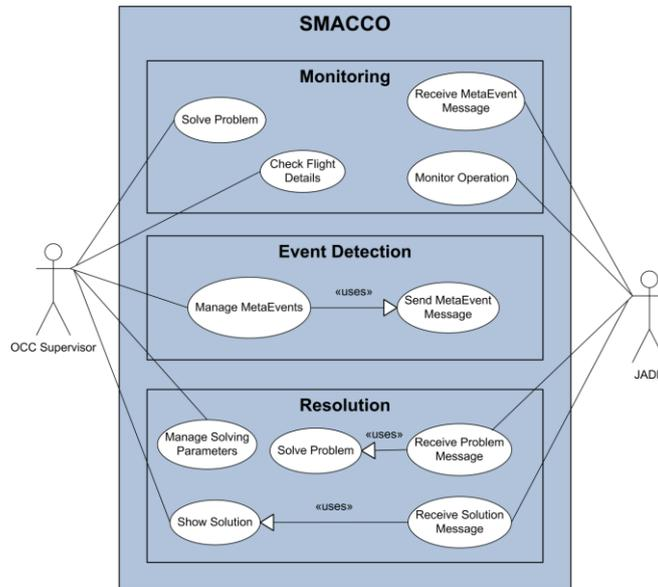 SMACCO
Monitoring
Receive MetaEvent
Message
Solve Problem
Check Flight
Details
Monitor Operation
Event Detection
Manage MetaEvents
«uses»
Send MetaEvent
Message
OCC Supervisor
Resolution
Manage Solving
Parameters
Solve Problem
«uses»
Receive Problem
Message
Show Solution
«uses»
Receive Solution
Message